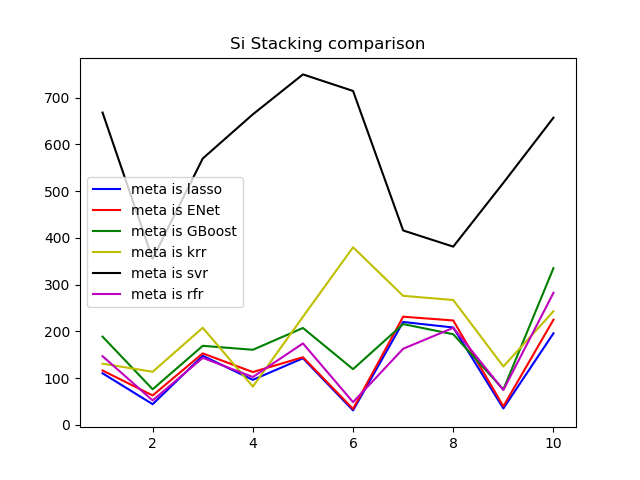 Si Stacking comparison
700
600
500
400
300
200
100
0
meta is lasso
meta is ENet
meta is GBoost
meta is krr
meta is svr
meta is rfr
2 4 6 8 10